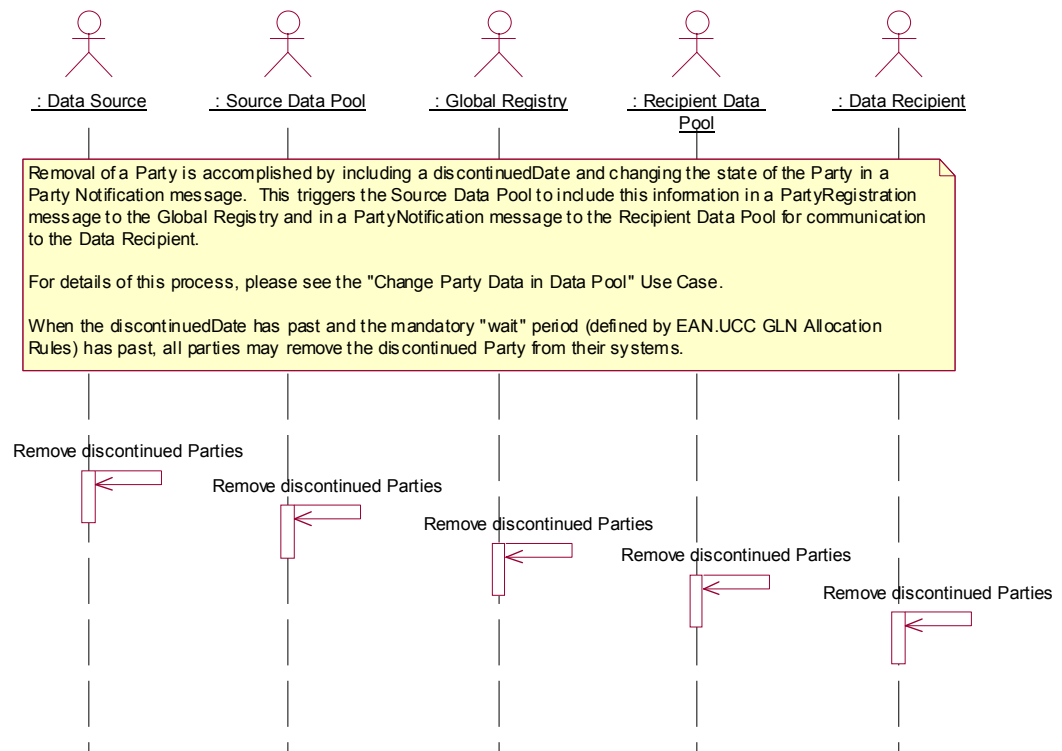 : Data Source
: Source Data Pool
: Global Registry
: Recipient Data
Pool
: Data Recipient
Removal of a Party is accomplished by including a discontinuedDate and changing the state of the Party in a
Party Notification message.  This triggers the Source Data Pool to include this information in a PartyRegistration
message to the Global Registry and in a PartyNotification message to the Recipient Data Pool for communication
to the Data Recipient.
For details of this process, please see the "Change Party Data in Data Pool" Use Case.
When the discontinuedDate has past and the mandatory "wait" period (defined by EAN.UCC GLN Allocation
Rules) has past, all parties may remove the discontinued Party from their systems.
Remove discontinued Parties
Remove discontinued Parties
Remove discontinued Parties
Remove discontinued Parties
Remove discontinued Parties